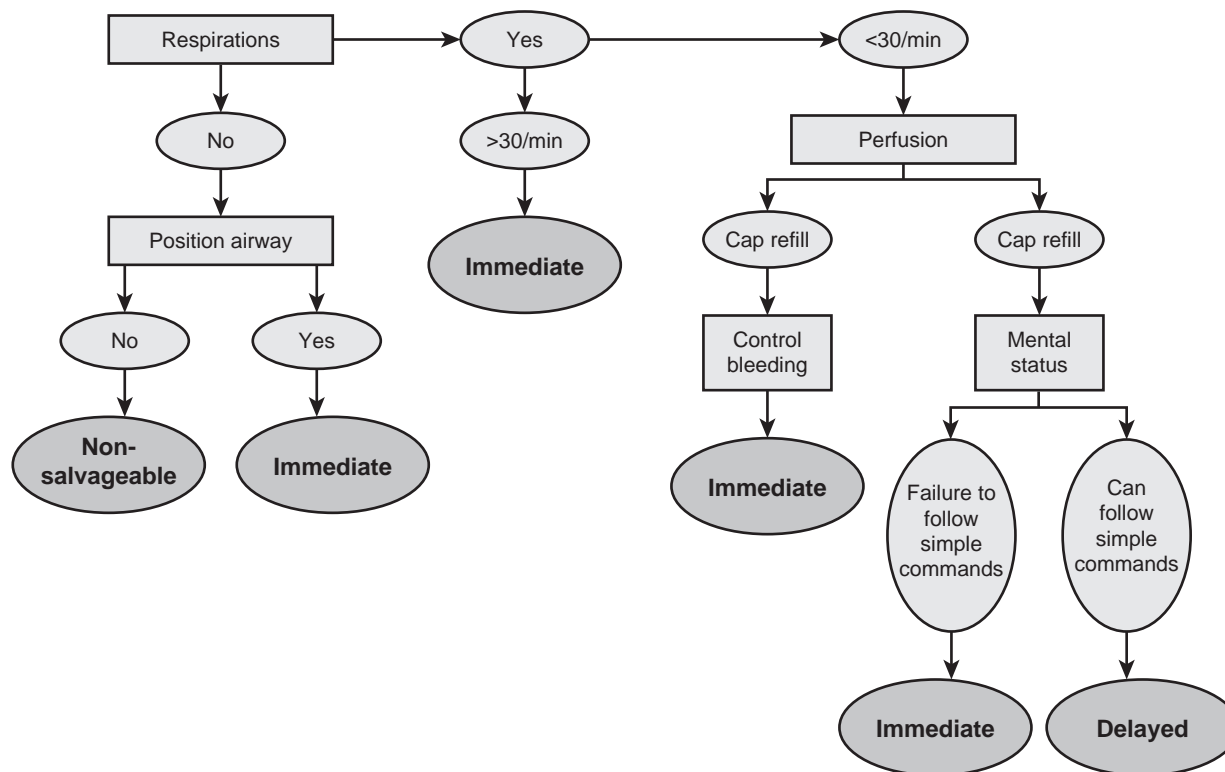 Respirations
Yes
<30/min
No
>30/min
Perfusion
Position airway
Immediate
Cap refill
Cap refill
No
Yes
Control
bleeding
Mental
status
Non-
salvageable
Immediate
Immediate
Failure to
follow
simple
commands
Can
follow
simple
commands
Immediate
Delayed